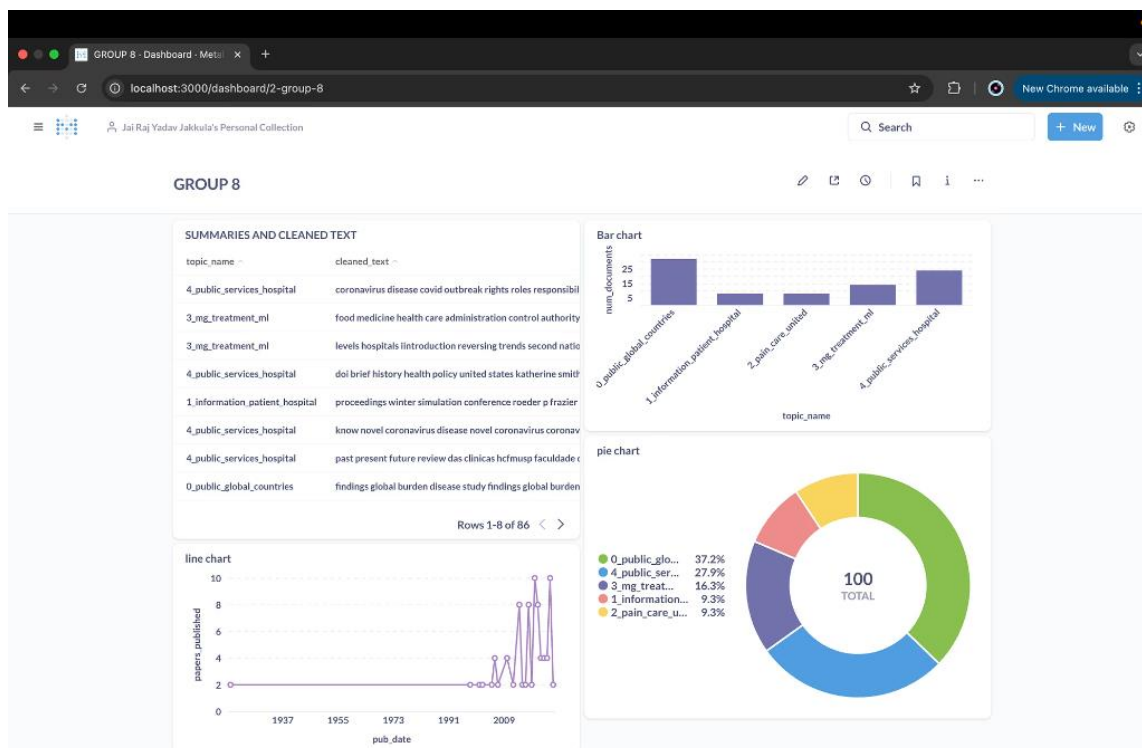 GROUP 8 - Dashboard - Meta
localhost:3000/dashboard/2-group-8
New Chrome available
Jai Raj Yadav Jakkula's Personal Collection
Search
+ New
GROUP 8
SUMMARIES AND CLEANED TEXT
topic_name
cleaned_text
4_public_services_hospital
coronavirus disease covid outbreak rights roles responsibil
3_mg_treatment_ml
food medicine health care administration control authority
3_mg_treatment_ml
levels hospitals iintroduction reversing trends second natio
4_public_services_hospital
doi brief history health policy united states katherine smith
1_information_patient_hospital
proceedings winter simulation conference roeder p frazier
4_public_services_hospital
know novel coronavirus disease novel coronavirus coronav
4_public_services_hospital
past present future review das clinicas hcfmusp faculdade
0_public_global_countries
findings global burden disease study findings global burden
Rows 1-8 of 86
Bar chart
num_documents
25
15
5
0_public_global_countries
1_information_patient_hospital
2_pain_care_united
3_mg_treatment_ml
4_public_services_hospital
topic_name
pie chart
0_public_glo... 37.2%
4_public_ser... 27.9%
3_mg_treat... 16.3%
1_information... 9.3%
2_pain_care_u... 9.3%
100
TOTAL
line chart
papers_published
10
8
6
4
2
0
1937 1955 1973 1991 2009
pub_date